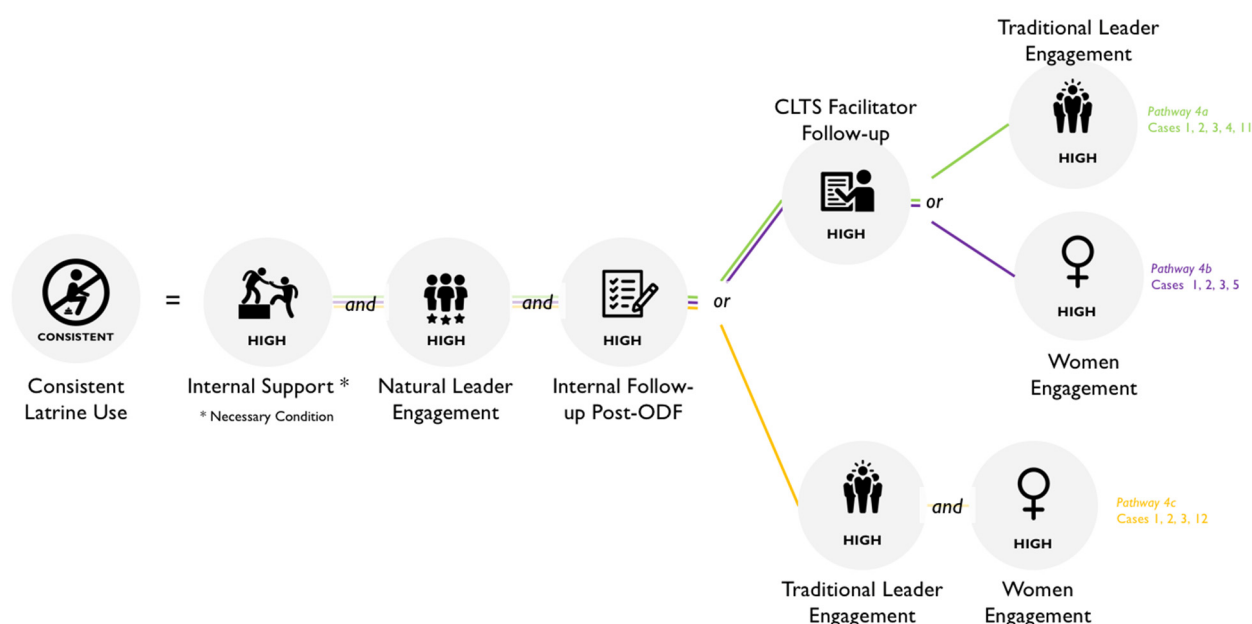 CONSISTENT
Consistent
Latrine Use
=
HIGH
Internal Support *
* Necessary Condition
and
HIGH
Natural Leader
Engagement
and
HIGH
Internal Follow-
up Post-ODF
or
CLTS Facilitator
Follow-up
HIGH
or
Traditional Leader
Engagement
HIGH
Pathway 4a
Cases 1, 2, 3, 4, 11
HIGH
Women
Engagement
Pathway 4b
Cases 1, 2, 3, 5
HIGH
Traditional Leader
Engagement
and
HIGH
Women
Engagement
Pathway 4c
Cases 1, 2, 3, 12